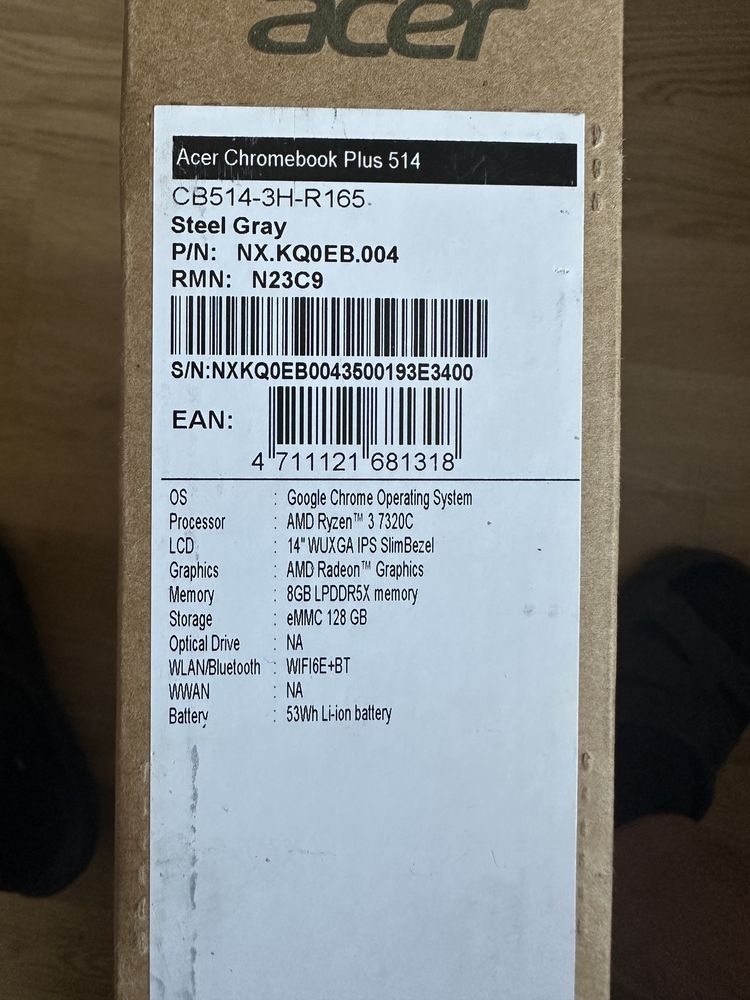 acer
Acer Chromebook Plus 514
CB514-3H-R165
Steel Gray
P/N: NX.KQ0EB.004
RMN: N23C9
S/N:NXKQ0EB0043500193E3400
EAN:
4 711121 681318
OS : Google Chrome Operating System
Processor : AMD Ryzen™ 3 7320C
LCD : 14" WUXGA IPS SlimBezel
Graphics : AMD Radeon™ Graphics
Memory : 8GB LPDDR5X memory
Storage : eMMC 128 GB
Optical Drive : NA
WLAN/Bluetooth : WIFI6E+BT
WWAN : NA
Battery : 53Wh Li-ion battery